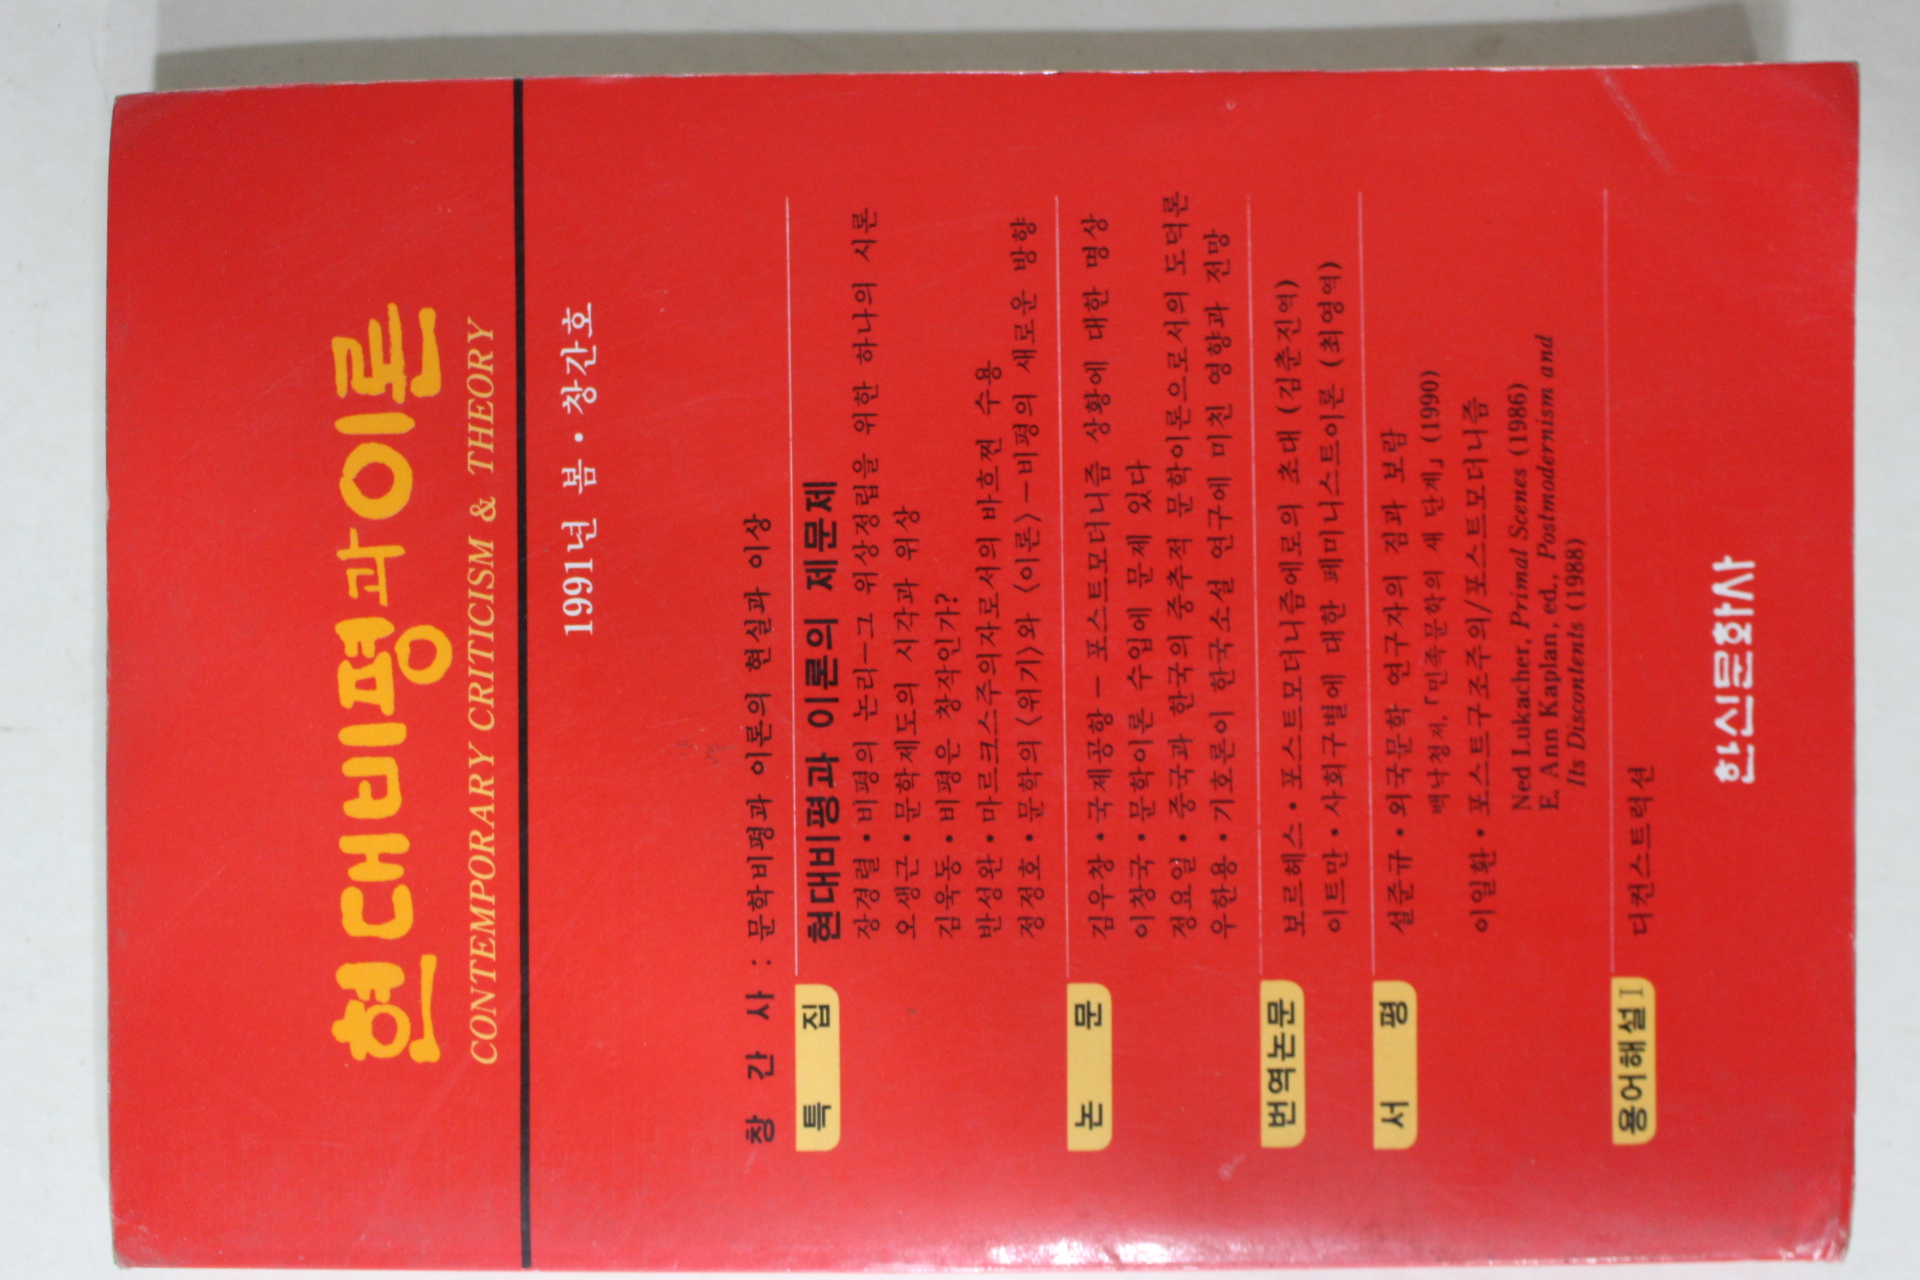 현대비평과이론
CONTEMPORARY CRITICISM & THEORY
1991년 봄·창간호
창 간 사 : 문학비평과 이론의 현실과 이상
특 집 현대비평과 이론의 제문제
장경렬·비평의 논리—그 위상정립을 위한 하나의 시론
오생근·문학제도의 시각과 위상
김욱동·비평은 창작인가?
반성완·마르크스주의자로서의 바흐찐 수용
정정호·문학의〈위기〉와〈이론〉—비평의 새로운 방향
논 문 김우창·국제공항— 포스트모더니즘 상황에 대한 명상
이창국·문학이론 수입에 문제 있다
정요일·중국과 한국의 중추적 문학이론으로서의 도덕론
우한용·기호론이 한국소설 연구에 미친 영향과 전망
번역논문 보르헤스·포스트모더니즘에로의 초대 (김춘진역)
이트만·사회구별에 대한 페미니스트이론 (최영역)
서 평 설준규·외국문학 연구자의 짐과 보람
백낙청저,「민족문학의 새 단계」(1990)
이일환·포스트구조주의/포스트모더니즘
Ned Lukacher, Primal Scenes (1986)
E. Ann Kaplan, ed., Postmodernism and
Its Discontents (1988)
용어해설 I 디컨스트럭션
한신문화사